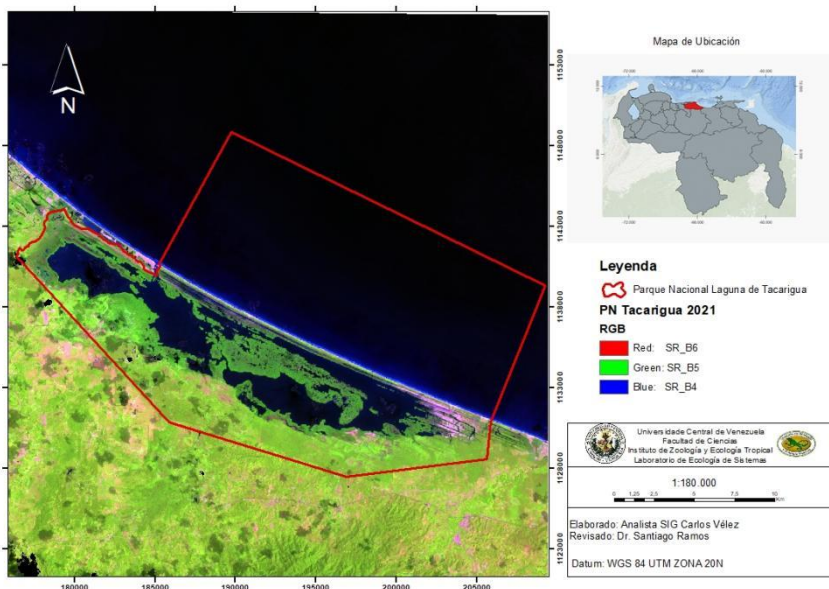 Mapa de Ubicación
N
1153000
1148000
1143000
1138000
1133000
1128000
1123000
180000 185000 190000 195000 200000 205000
Leyenda
Parque Nacional Laguna de Tacarigua
PN Tacarigua 2021
RGB
Red: SR_B6
Green: SR_B5
Blue: SR_B4
Universidade Central de Venezuela
Facultad de Ciencias
Instituto de Zoología y Ecología Tropical
Laboratorio de Ecología de Sistemas
1:180.000
0 1,25 2,5 5 7,5 10
Elaborado: Analista SIG Carlos Vélez
Revisado: Dr. Santiago Ramos
Datum: WGS 84 UTM ZONA 20N